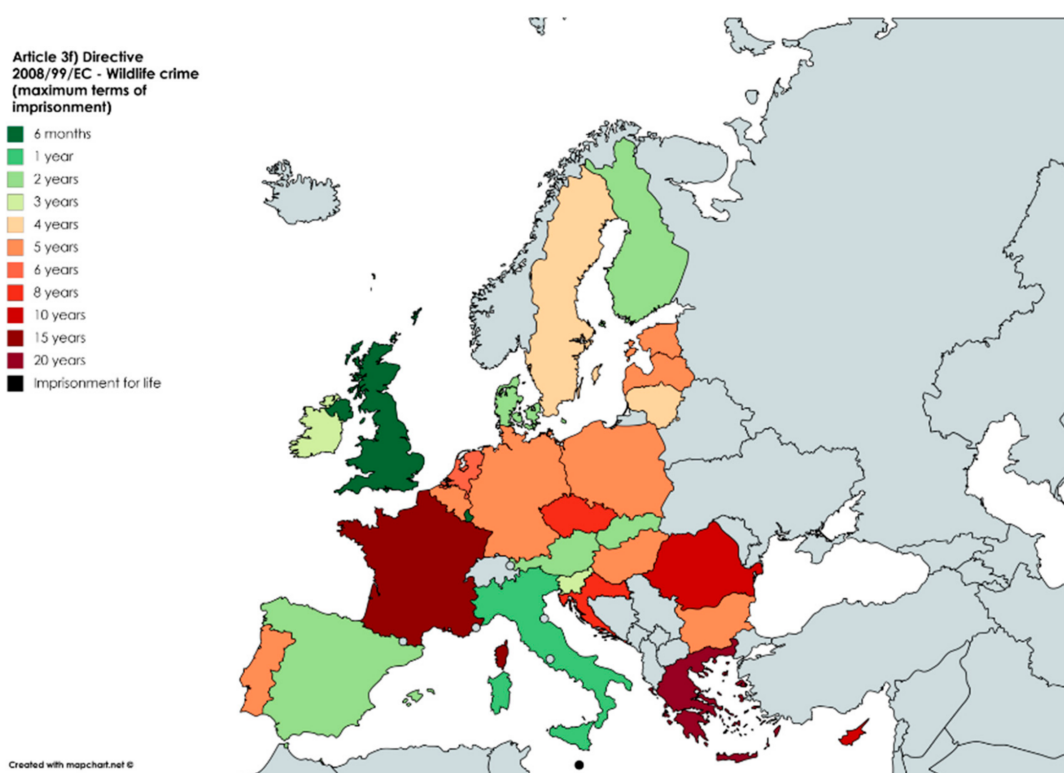 Article 3f) Directive
2008/99/EC - Wildlife crime
(maximum terms of
imprisonment)
6 months
1 year
2 years
3 years
4 years
5 years
6 years
8 years
10 years
15 years
20 years
Imprisonment for life
Created with mapchart.net ©